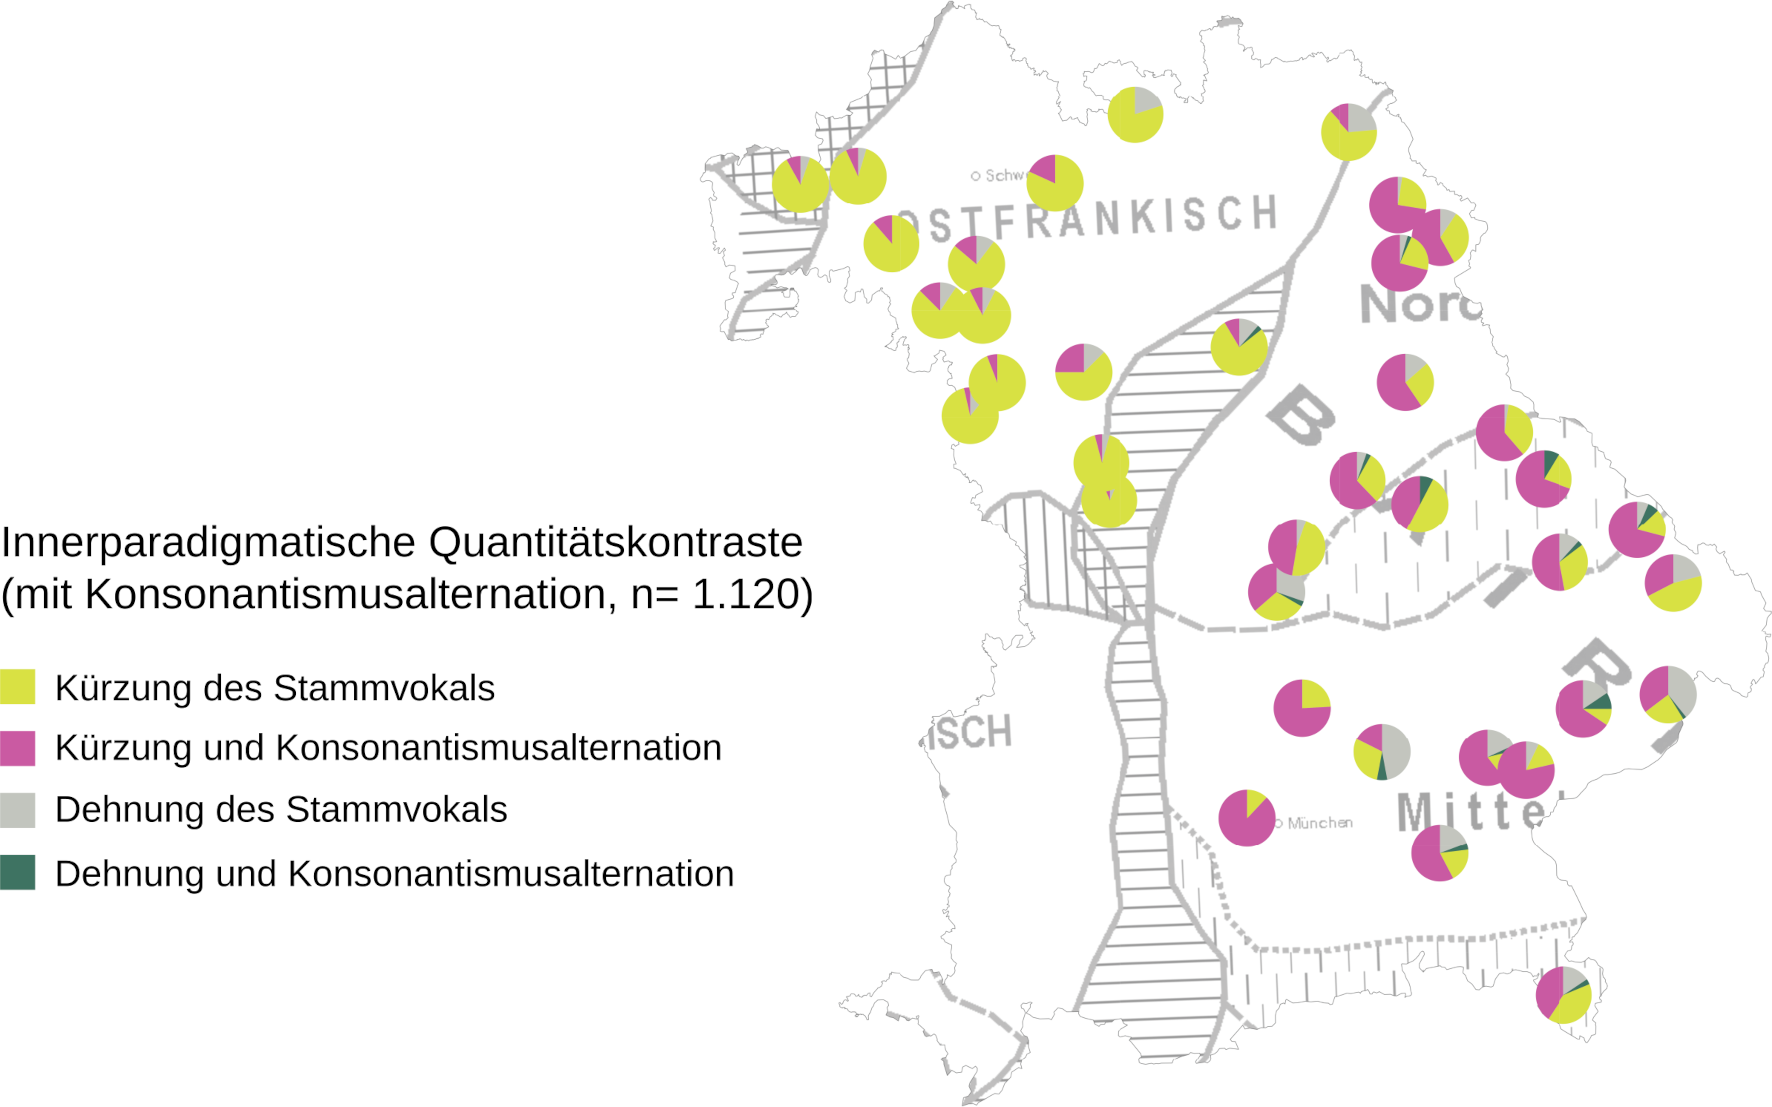 Schw
OSTFRÄNKISCH
Nord
B
Innerparadigmatische Quantitätskontraste
(mit Konsonantismusalternation, n= 1.120)
I
R
Kürzung des Stammvokals
ISCH
Kürzung und Konsonantismusalternation
Dehnung des Stammvokals
München
Mittel
Dehnung und Konsonantismusalternation